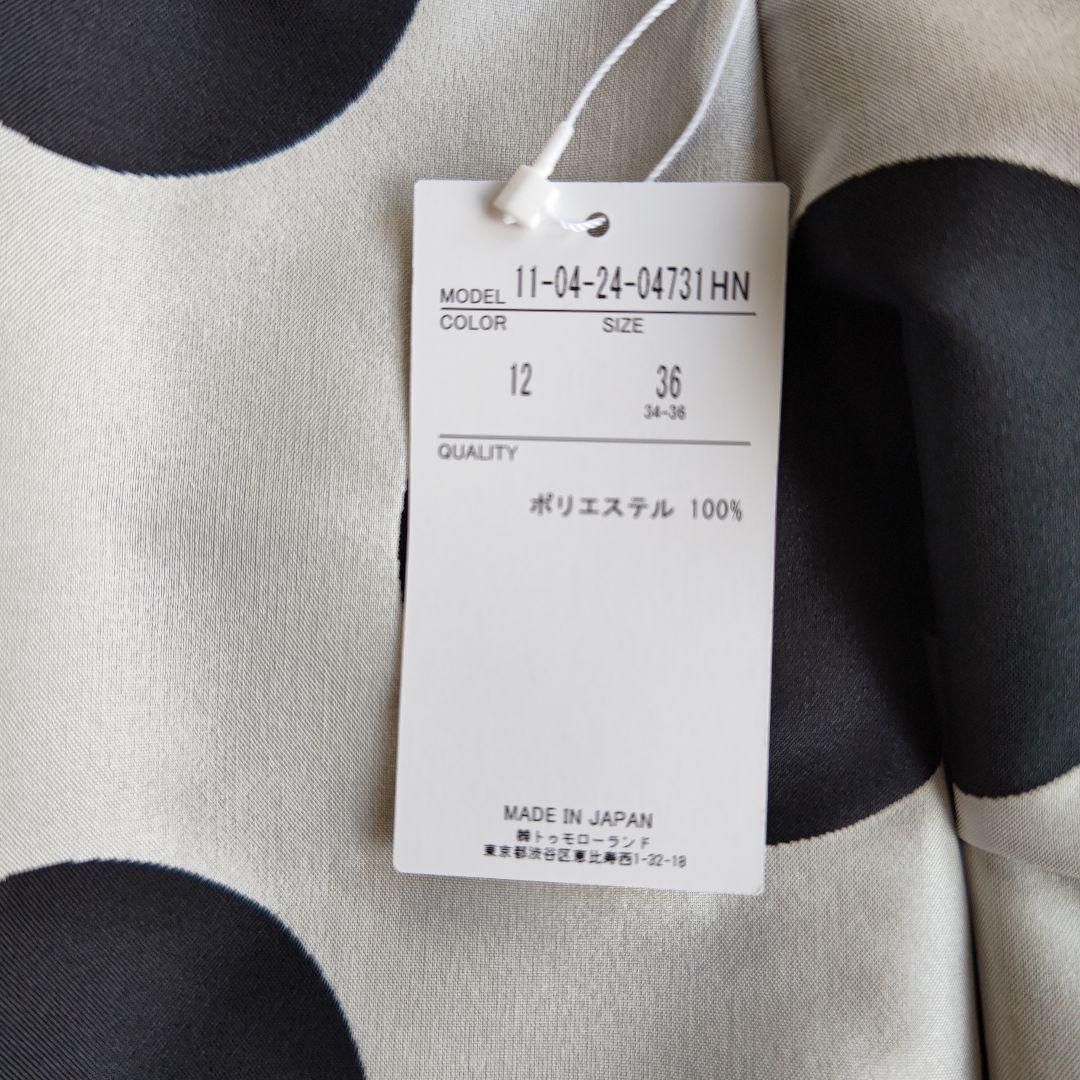 MODEL 11-04-24-04731HN
COLOR SIZE
12 36
34-36
QUALITY
ポリエステル 100%
MADE IN JAPAN
㈱トゥモローランド
東京都渋谷区恵比寿西1-32-18